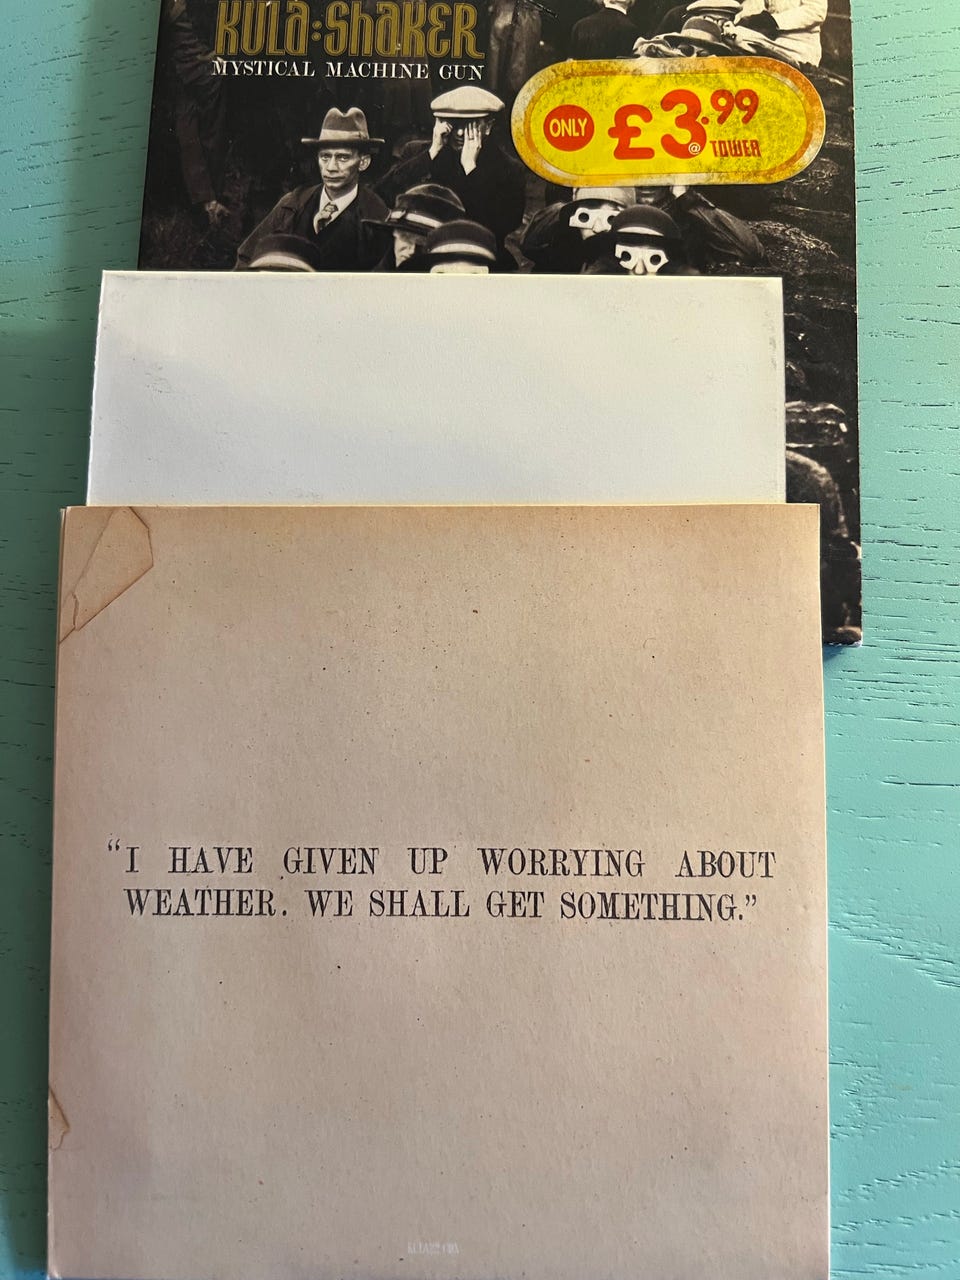 KULA:SHAKER
MYSTICAL MACHINE GUN
ONLY £3.99
@ TOWER
“I HAVE GIVEN UP WORRYING ABOUT
WEATHER. WE SHALL GET SOMETHING.”